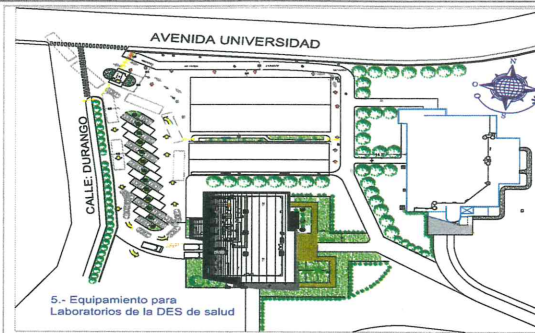 AVENIDA UNIVERSIDAD
N
CALLE: DURANGO
5.- Equipamiento para
Laboratorios de la DES de salud